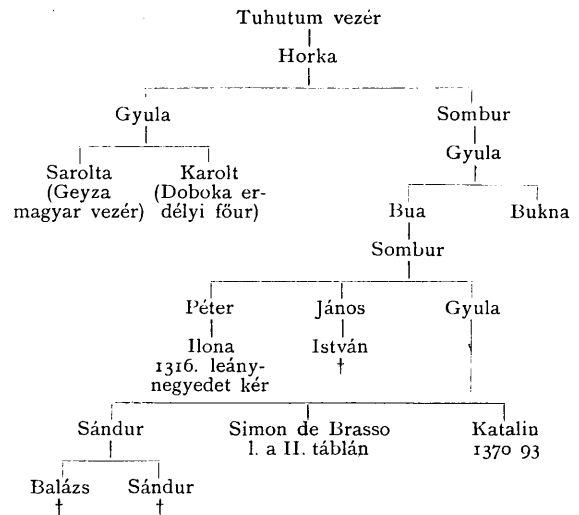 Tuhutum vezér
Horka
Gyula Sombur
Sarolta Karolt Gyula
(Geyza (Doboka er-
magyar vezér) délyi főur)
Bua Bukna
Sombur
Péter János Gyula
Ilona István
1316. leány- †
negyedet kér
Sándur Simon de Brasso Katalin
l. a II. táblán 1370 93
Balázs Sándur
† †